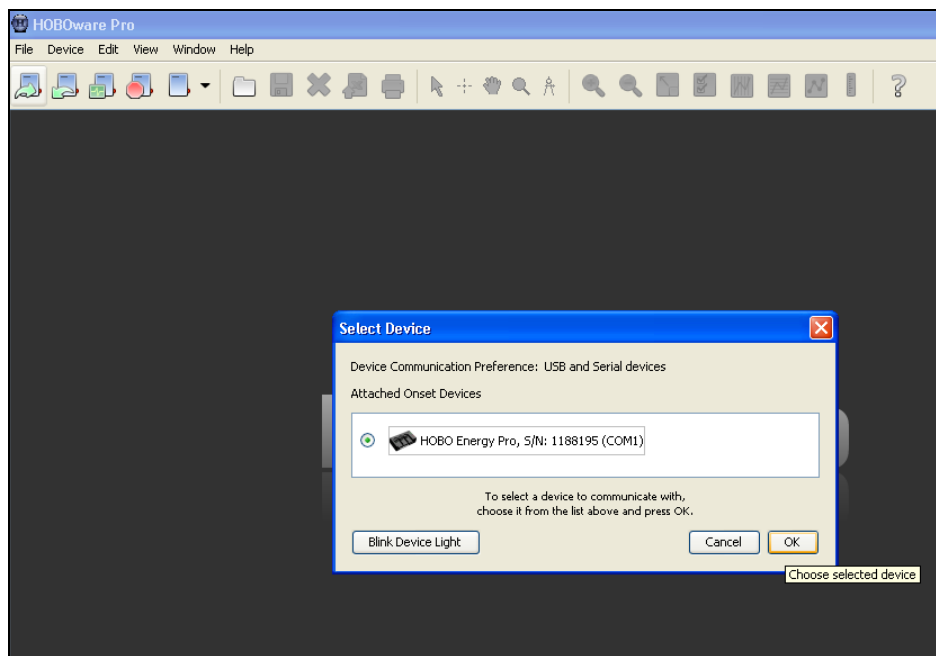 HOBOware Pro
File Device Edit View Window Help
Select Device
Device Communication Preference: USB and Serial devices
Attached Onset Devices
HOBO Energy Pro, S/N: 1188195 (COM1)
To select a device to communicate with,
choose it from the list above and press OK.
Blink Device Light Cancel OK
Choose selected device